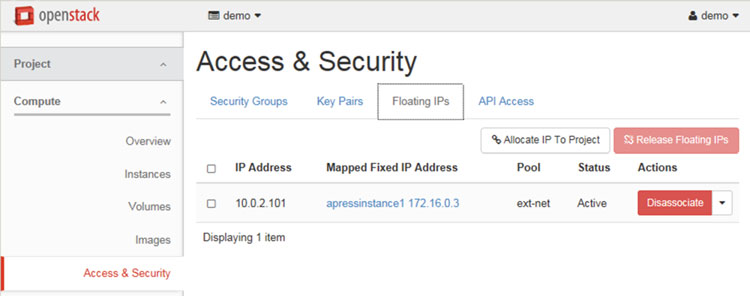 openstack demo demo
Project
Access & Security
Compute
Security Groups Key Pairs Floating IPs API Access
Overview
Allocate IP To Project Release Floating IPs
IP Address Mapped Fixed IP Address Pool Status Actions
Instances
10.0.2.101 apressinstance1 172.16.0.3 ext-net Active Disassociate
Volumes
Images
Displaying 1 item
Access & Security